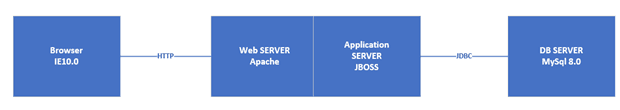 Browser
IE10.0
HTTP
Web SERVER
Apache
Application
SERVER
JBOSS
JDBC
DB SERVER
MySql 8.0